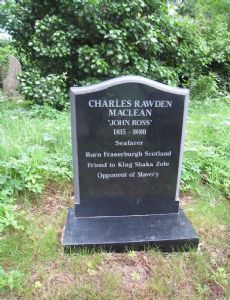 CHARLES RAWDEN
MACLEAN
"JOHN ROSS"
1815 - 1880
Seafarer
Born Fraserburgh Scotland
Friend to King Shaka Zulu
Opponent of Slavery